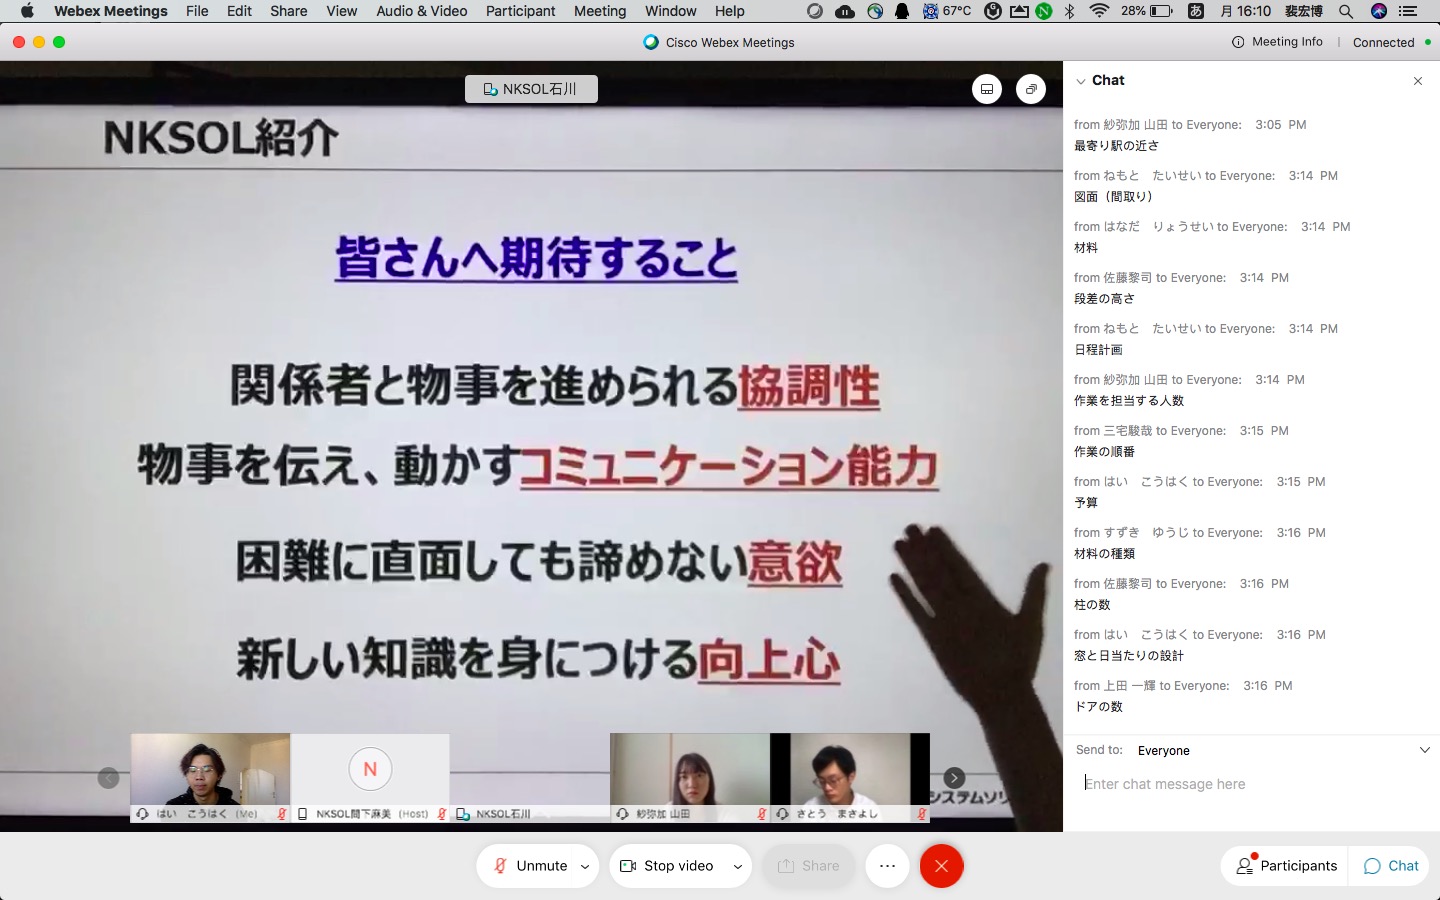 Webex Meetings File Edit Share View Audio & Video Participant Meeting Window Help 67°C 28% あ 月 16:10 裴宏博
Cisco Webex Meetings
Meeting Info Connected
NKSOL石川
NKSOL紹介
皆さんへ期待すること
関係者と物事を進められる協調性
物事を伝え、動かすコミュニケーション能力
困難に直面しても諦めない意欲
新しい知識を身につける向上心
システムソリ
はい こうはく (Me)
N
NKSOL間下麻美 (Host)
NKSOL石川
紗弥加 山田
さとう まさよし
Chat
from 紗弥加 山田 to Everyone: 3:05 PM
最寄り駅の近さ
from ねもと たいせい to Everyone: 3:14 PM
図面（間取り）
from はなだ りょうせい to Everyone: 3:14 PM
材料
from 佐藤黎司 to Everyone: 3:14 PM
段差の高さ
from ねもと たいせい to Everyone: 3:14 PM
日程計画
from 紗弥加 山田 to Everyone: 3:14 PM
作業を担当する人数
from 三宅駿哉 to Everyone: 3:15 PM
作業の順番
from はい こうはく to Everyone: 3:15 PM
予算
from すずき ゆうじ to Everyone: 3:16 PM
材料の種類
from 佐藤黎司 to Everyone: 3:16 PM
柱の数
from はい こうはく to Everyone: 3:16 PM
窓と日当たりの設計
from 上田 一輝 to Everyone: 3:16 PM
ドアの数
Send to: Everyone
Enter chat message here
Unmute
Stop video
Share
Participants
Chat